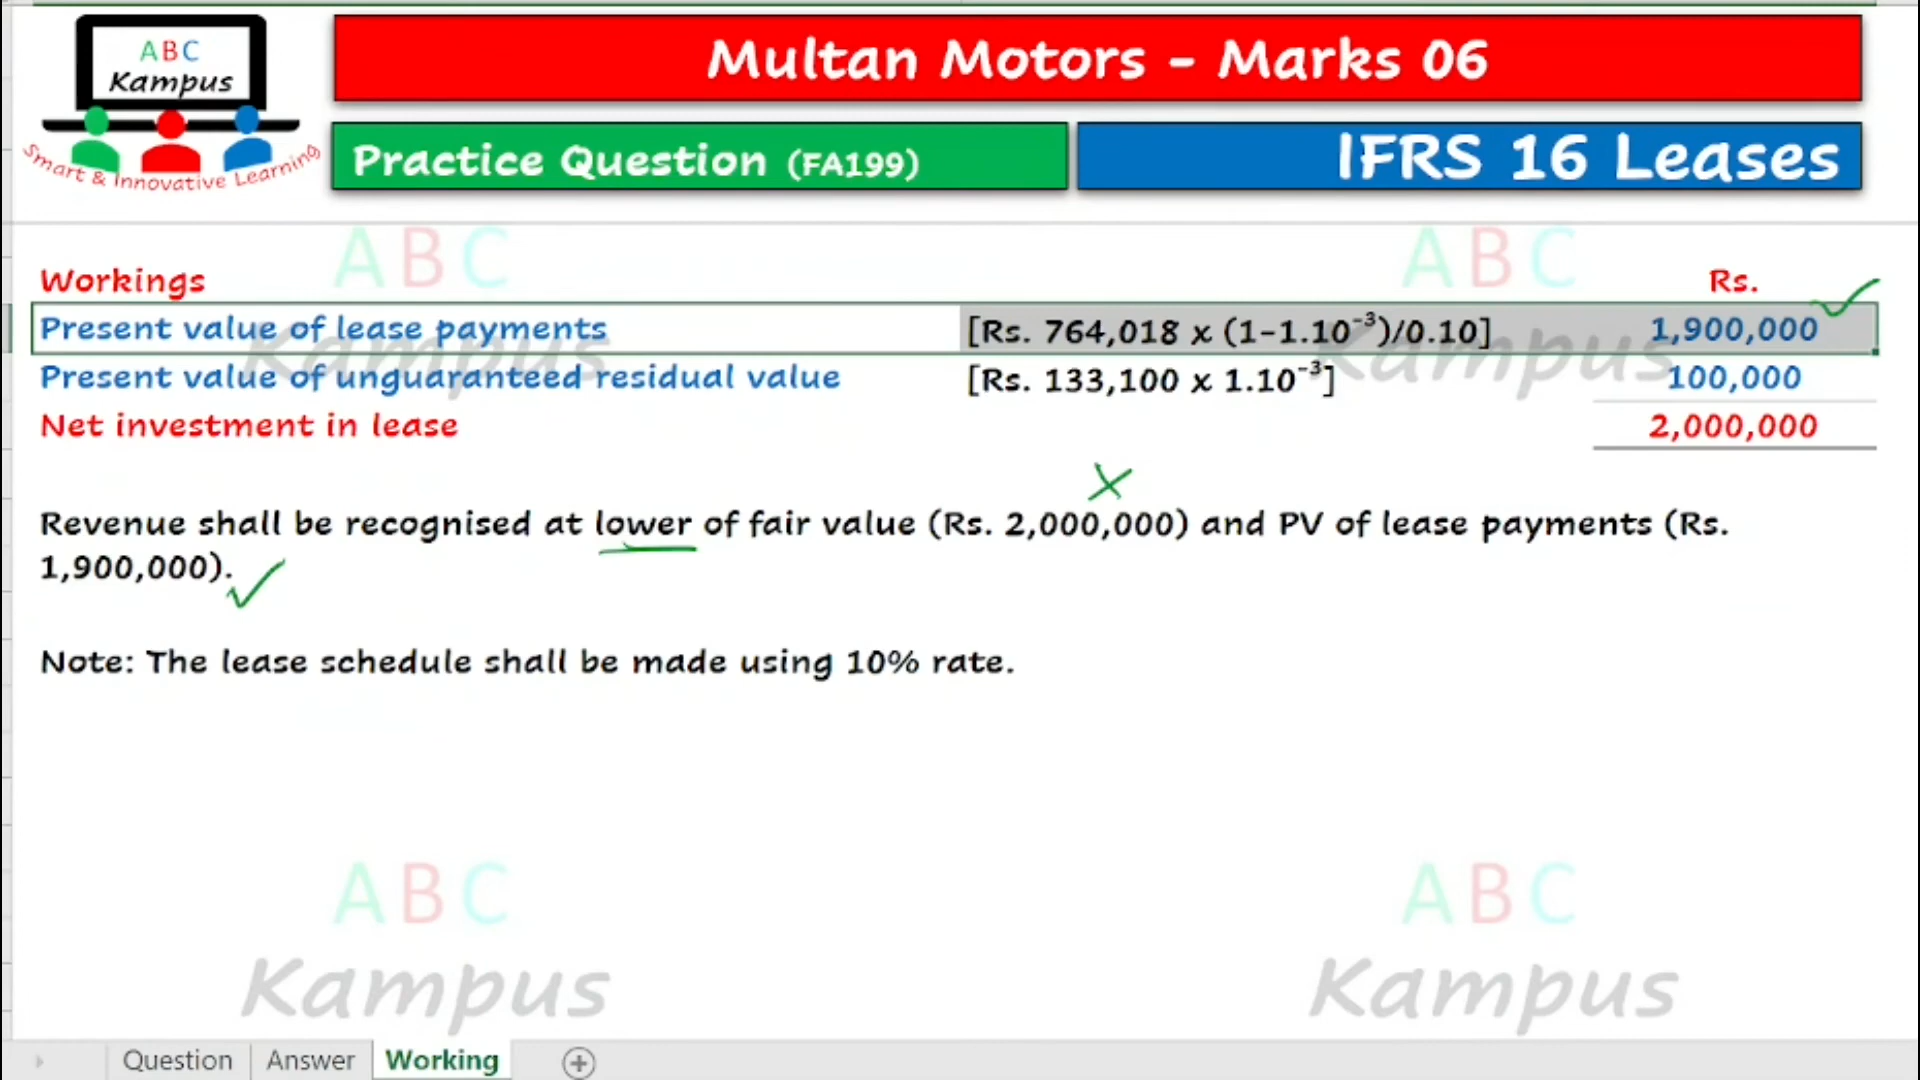 ABC
Kampus
Smart & Innovative Learning
Multan Motors - Marks 06
Practice Question (FA199)
IFRS 16 Leases
ABC
Kampus
ABC
Kampus
Workings Rs.
Present value of lease payments [Rs. 764,018 x (1-1.10⁻³)/0.10] 1,900,000
Present value of unguaranteed residual value [Rs. 133,100 x 1.10⁻³] 100,000
Net investment in lease 2,000,000
Revenue shall be recognised at lower of fair value (Rs. 2,000,000) and PV of lease payments (Rs.
1,900,000).
Note: The lease schedule shall be made using 10% rate.
ABC
Kampus
ABC
Kampus
Question Answer Working